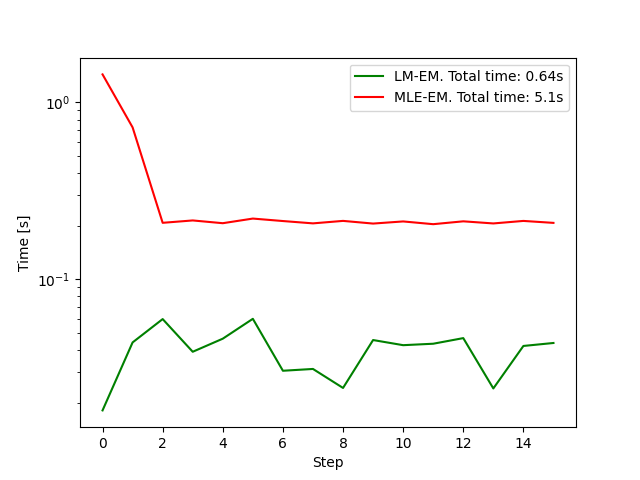 LM-EM. Total time: 0.64s
MLE-EM. Total time: 5.1s
Time [s]
10⁰
10⁻¹
0 2 4 6 8 10 12 14
Step